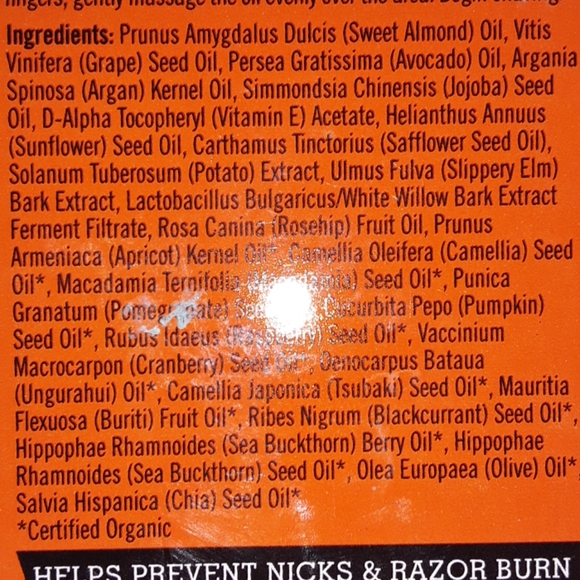 fingers, gently massage the oil evenly over the area. Begin shaving
Ingredients: Prunus Amygdalus Dulcis (Sweet Almond) Oil, Vitis
Vinifera (Grape) Seed Oil, Persea Gratissima (Avocado) Oil, Argania
Spinosa (Argan) Kernel Oil, Simmondsia Chinensis (Jojoba) Seed
Oil, D-Alpha Tocopheryl (Vitamin E) Acetate, Helianthus Annuus
(Sunflower) Seed Oil, Carthamus Tinctorius (Safflower Seed Oil),
Solanum Tuberosum (Potato) Extract, Ulmus Fulva (Slippery Elm)
Bark Extract, Lactobacillus Bulgaricus/White Willow Bark Extract
Ferment Filtrate, Rosa Canina (Rosehip) Fruit Oil, Prunus
Armeniaca (Apricot) Kernel Oil*, Camellia Oleifera (Camellia) Seed
Oil*, Macadamia Ternifolia (Macadamia) Seed Oil*, Punica
Granatum (Pomegranate) Cucurbita Pepo (Pumpkin)
Seed Oil*, Rubus Idaeus (Raspberry) Seed Oil*, Vaccinium
Macrocarpon (Cranberry) Seed Oil*, Oenocarpus Bataua
(Ungurahui) Oil*, Camellia Japonica (Tsubaki) Seed Oil*, Mauritia
Flexuosa (Buriti) Fruit Oil*, Ribes Nigrum (Blackcurrant) Seed Oil*,
Hippophae Rhamnoides (Sea Buckthorn) Berry Oil*, Hippophae
Rhamnoides (Sea Buckthorn) Seed Oil*, Olea Europaea (Olive) Oil*,
Salvia Hispanica (Chia) Seed Oil*
*Certified Organic
HELPS PREVENT NICKS & RAZOR BURN